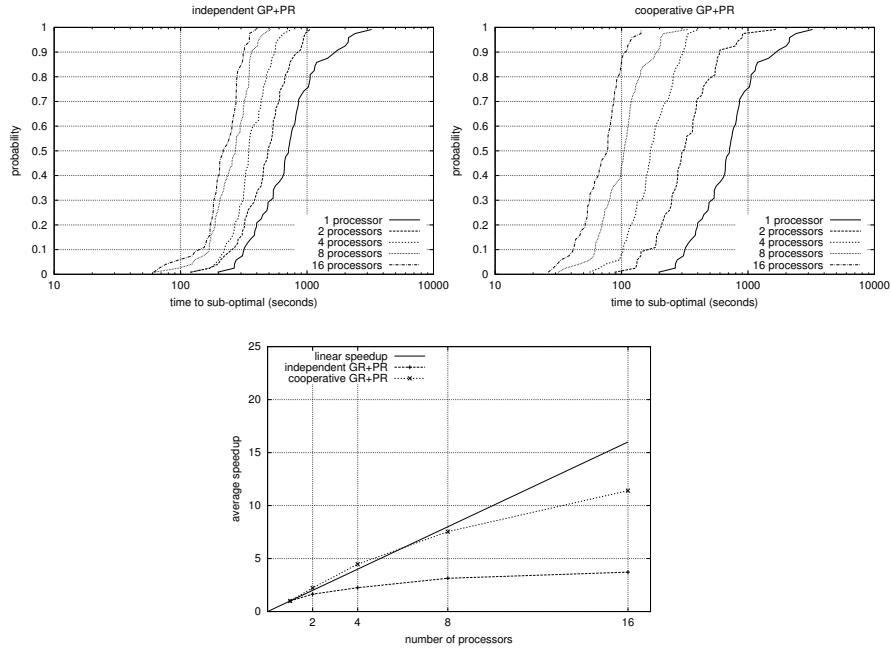 independent GP+PR
probability
1
0.9
0.8
0.7
0.6
0.5
0.4
0.3
0.2
0.1
0
1 processor
2 processors
4 processors
8 processors
16 processors
10
100
1000
10000
time to sub-optimal (seconds)
cooperative GP+PR
probability
1
0.9
0.8
0.7
0.6
0.5
0.4
0.3
0.2
0.1
0
1 processor
2 processors
4 processors
8 processors
16 processors
10
100
1000
10000
time to sub-optimal (seconds)
average speedup
25
20
15
10
5
0
linear speedup
independent GR+PR
cooperative GR+PR
2
4
8
16
number of processors